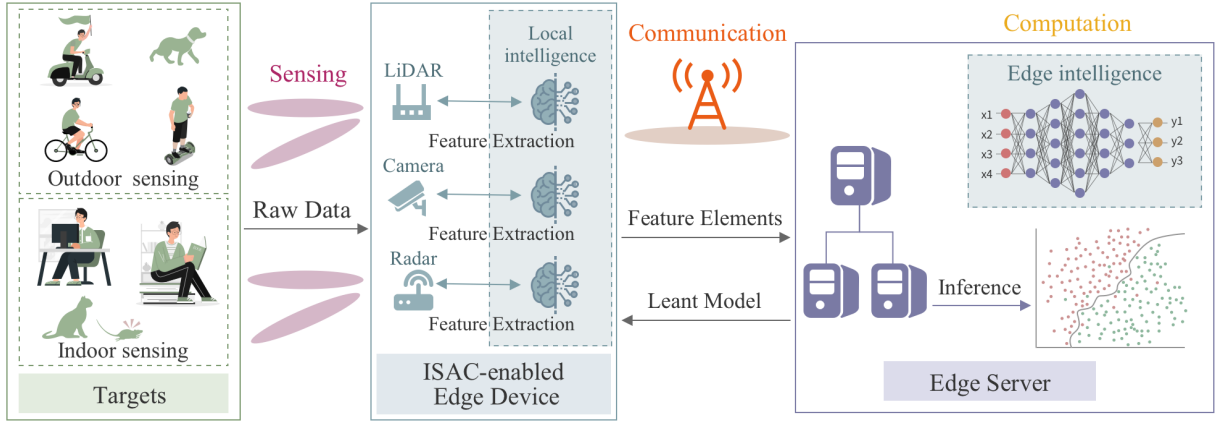 Outdoor sensing
Indoor sensing
Targets
Sensing
Raw Data
Local
intelligence
LiDAR
Feature Extraction
Camera
Feature Extraction
Radar
Feature Extraction
ISAC-enabled
Edge Device
Communication
Feature Elements
Leant Model
Computation
Edge intelligence
x1
x2
x3
x4
y1
y2
y3
Inference
Edge Server